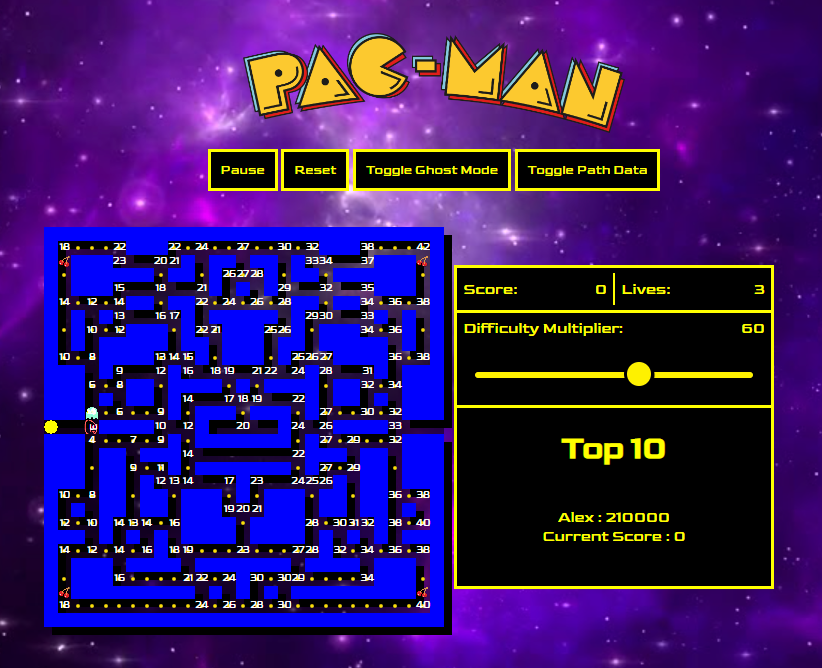 PAC-MAN
Pause Reset Toggle Ghost Mode Toggle Path Data
18 22 22 24 27 30 32 38 42
23 20 21 33 34 37
26 27 28
15 18 21 29 32 35
14 12 14 22 24 26 28 34 36 38
13 16 17 29 30 33
10 12 22 21 25 26 34 36
10 8 14 25 26 27 36 38
9 12 16 18 19 21 22 24 28 31
6 8 32 34
14 17 18 19 22
6 9 27 30 32
10 12 20 24 26 33
4 7 9 27 29 32
14 22
9 11 27 29
12 13 14 17 23 24 25 26
10 8 36 38
19 20 21
12 10 14 13 14 16 28 30 31 32 38 40
14 12 14 16 18 19 23 27 28 32 34 36 38
16 21 22 24 30 29 34
18 24 26 28 30 40
Score: 0 Lives: 3
Difficulty Multiplier: 60
Top 10
Alex : 210000
Current Score : 0